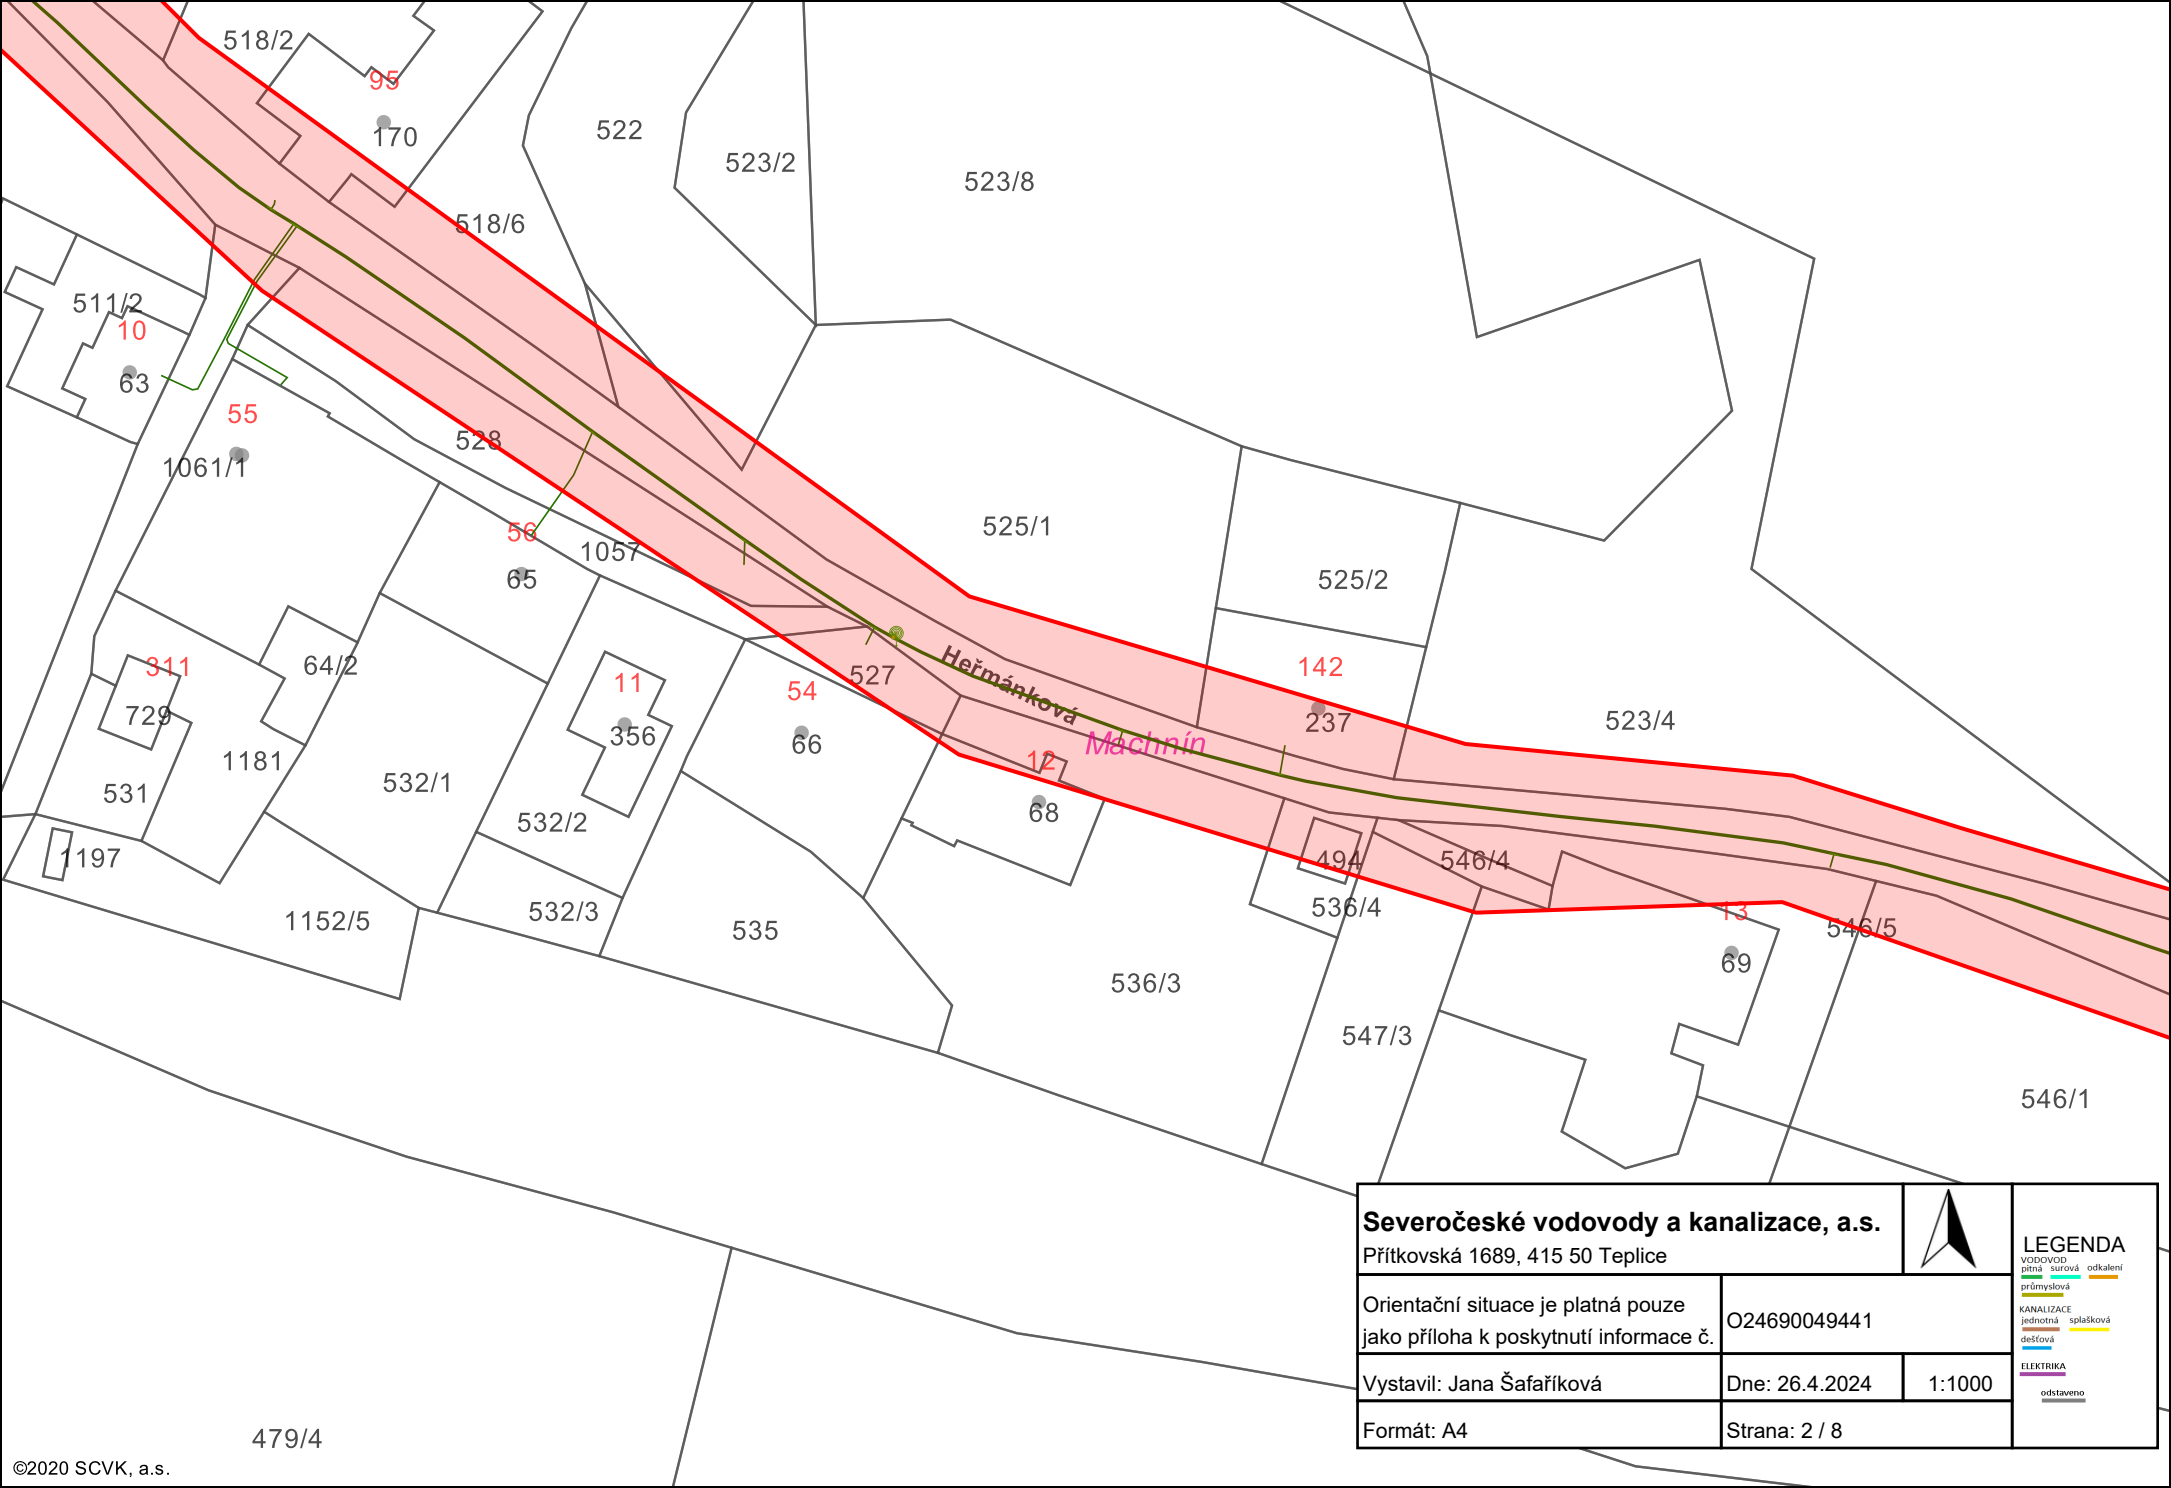 518/2
95
170
522
523/2
523/8
518/6
511/2
10
63
55
1061/1
528
56
1057
65
525/1
525/2
142
237
523/4
311
64/2
729
11
356
54
66
527
Heřmánková
Machnín
12
68
1181
531
532/1
532/2
1197
494
546/4
536/4
13
546/5
69
1152/5
532/3
535
536/3
547/3
546/1
479/4
©2020 SCVK, a.s.
Severočeské vodovody a kanalizace, a.s.
Přítkovská 1689, 415 50 Teplice
Orientační situace je platná pouze
jako příloha k poskytnutí informace č.
O24690049441
Vystavil: Jana Šafaříková
Dne: 26.4.2024
1:1000
Formát: A4
Strana: 2 / 8
LEGENDA
VODOVOD
pitná surová odkalení
průmyslová
KANALIZACE
jednotná splašková
dešťová
ELEKTRIKA
odstaveno